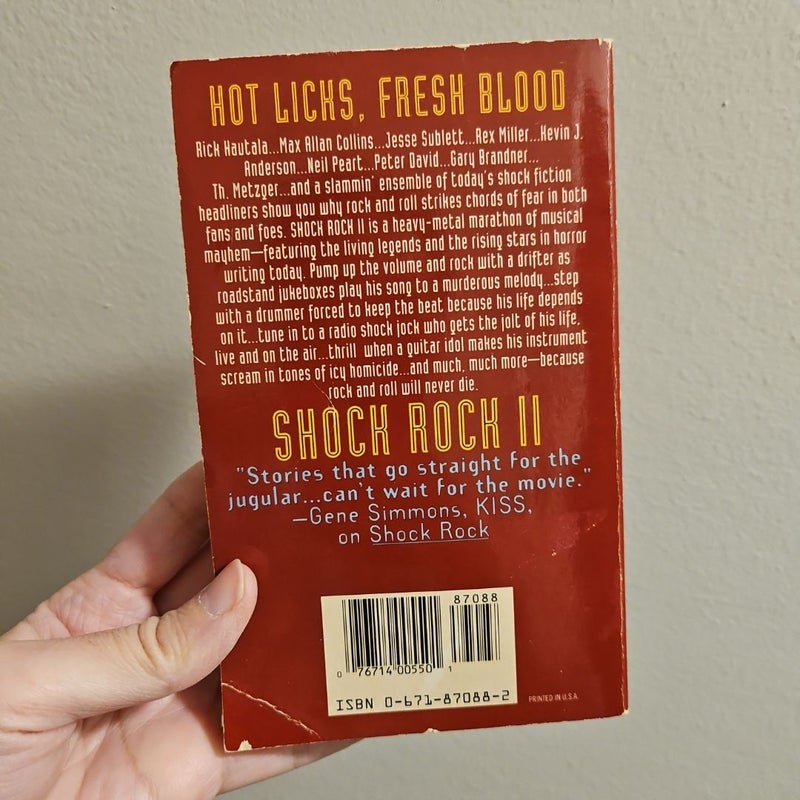 HOT LICKS, FRESH BLOOD
Rick Hautala...Max Allan Collins...Jesse Sublett...Rex Miller...Kevin J.
Anderson...Neil Peart...Peter David...Gary Brandner...
Th. Metzger...and a slammin' ensemble of today's shock fiction
headliners show you why rock and roll strikes chords of fear in both
fans and foes. SHOCK ROCK II is a heavy-metal marathon of musical
mayhem—featuring the living legends and the rising stars in horror
writing today. Pump up the volume and rock with a drifter as
roadstand jukeboxes play his song to a murderous melody...step
with a drummer forced to keep the beat because his life depends
on it...tune in to a radio shock jock who gets the jolt of his life,
live and on the air...thrill when a guitar idol makes his instrument
scream in tones of icy homicide...and much, much more—because
rock and roll will never die.
SHOCK ROCK II
"Stories that go straight for the
jugular...can't wait for the movie."
—Gene Simmons, KISS,
on Shock Rock
87088
0 76714 00550 1
ISBN 0-671-87088-2
PRINTED IN U.S.A.